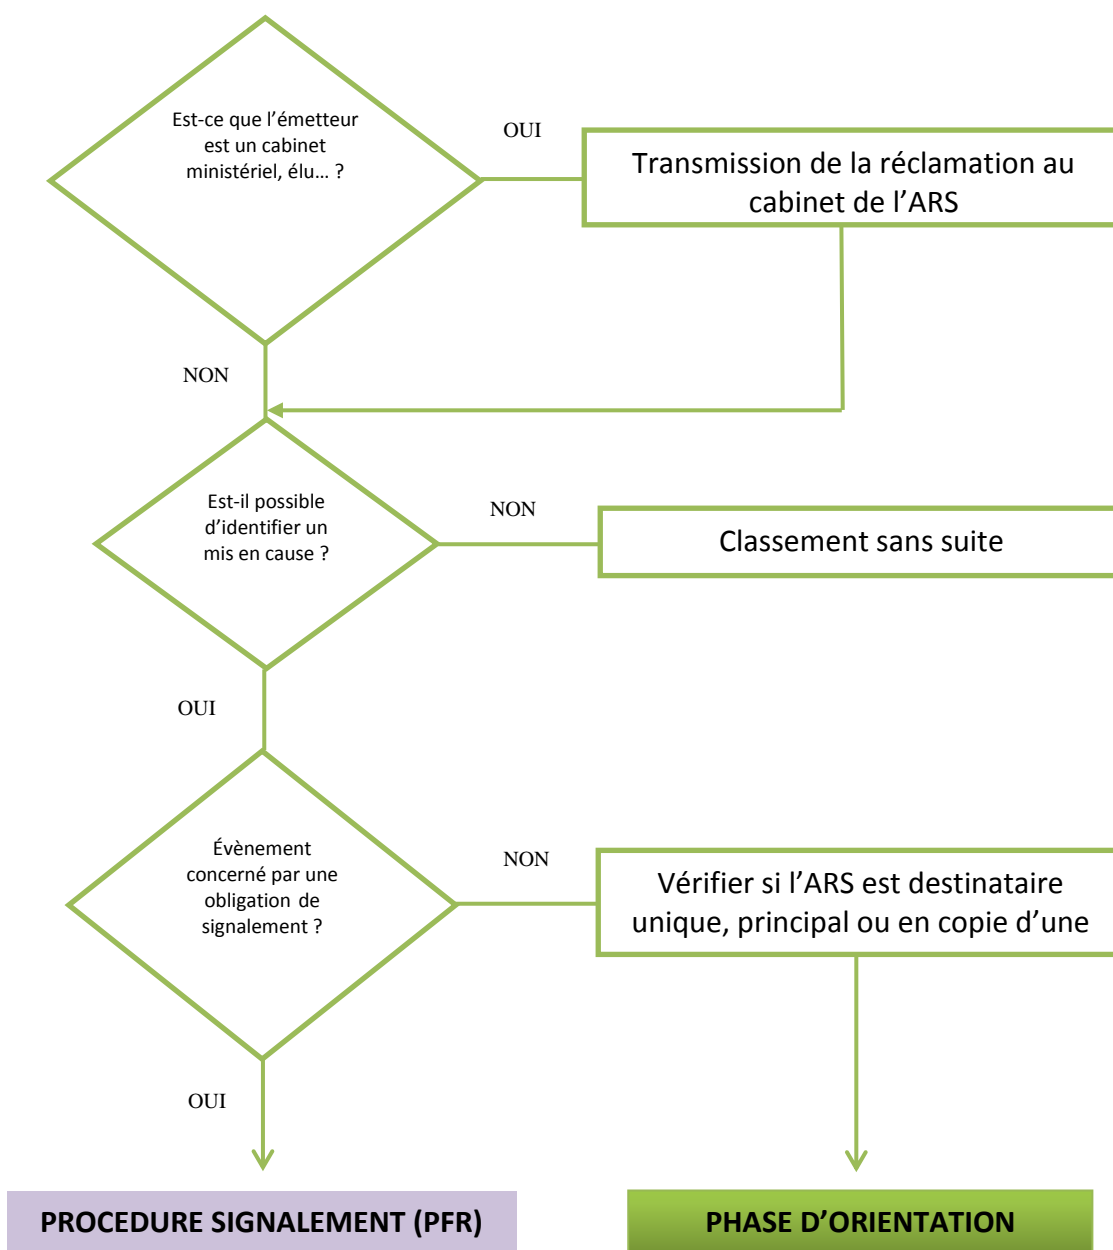 Est-ce que l’émetteur
est un cabinet
ministériel, élu... ?
OUI
Transmission de la réclamation au
cabinet de l’ARS
NON
Est-il possible
d’identifier un
mis en cause ?
NON
Classement sans suite
OUI
Évènement
concerné par une
obligation de
signalement ?
NON
Vérifier si l’ARS est destinataire
unique, principal ou en copie d’une
OUI
PROCEDURE SIGNALEMENT (PFR)
PHASE D’ORIENTATION